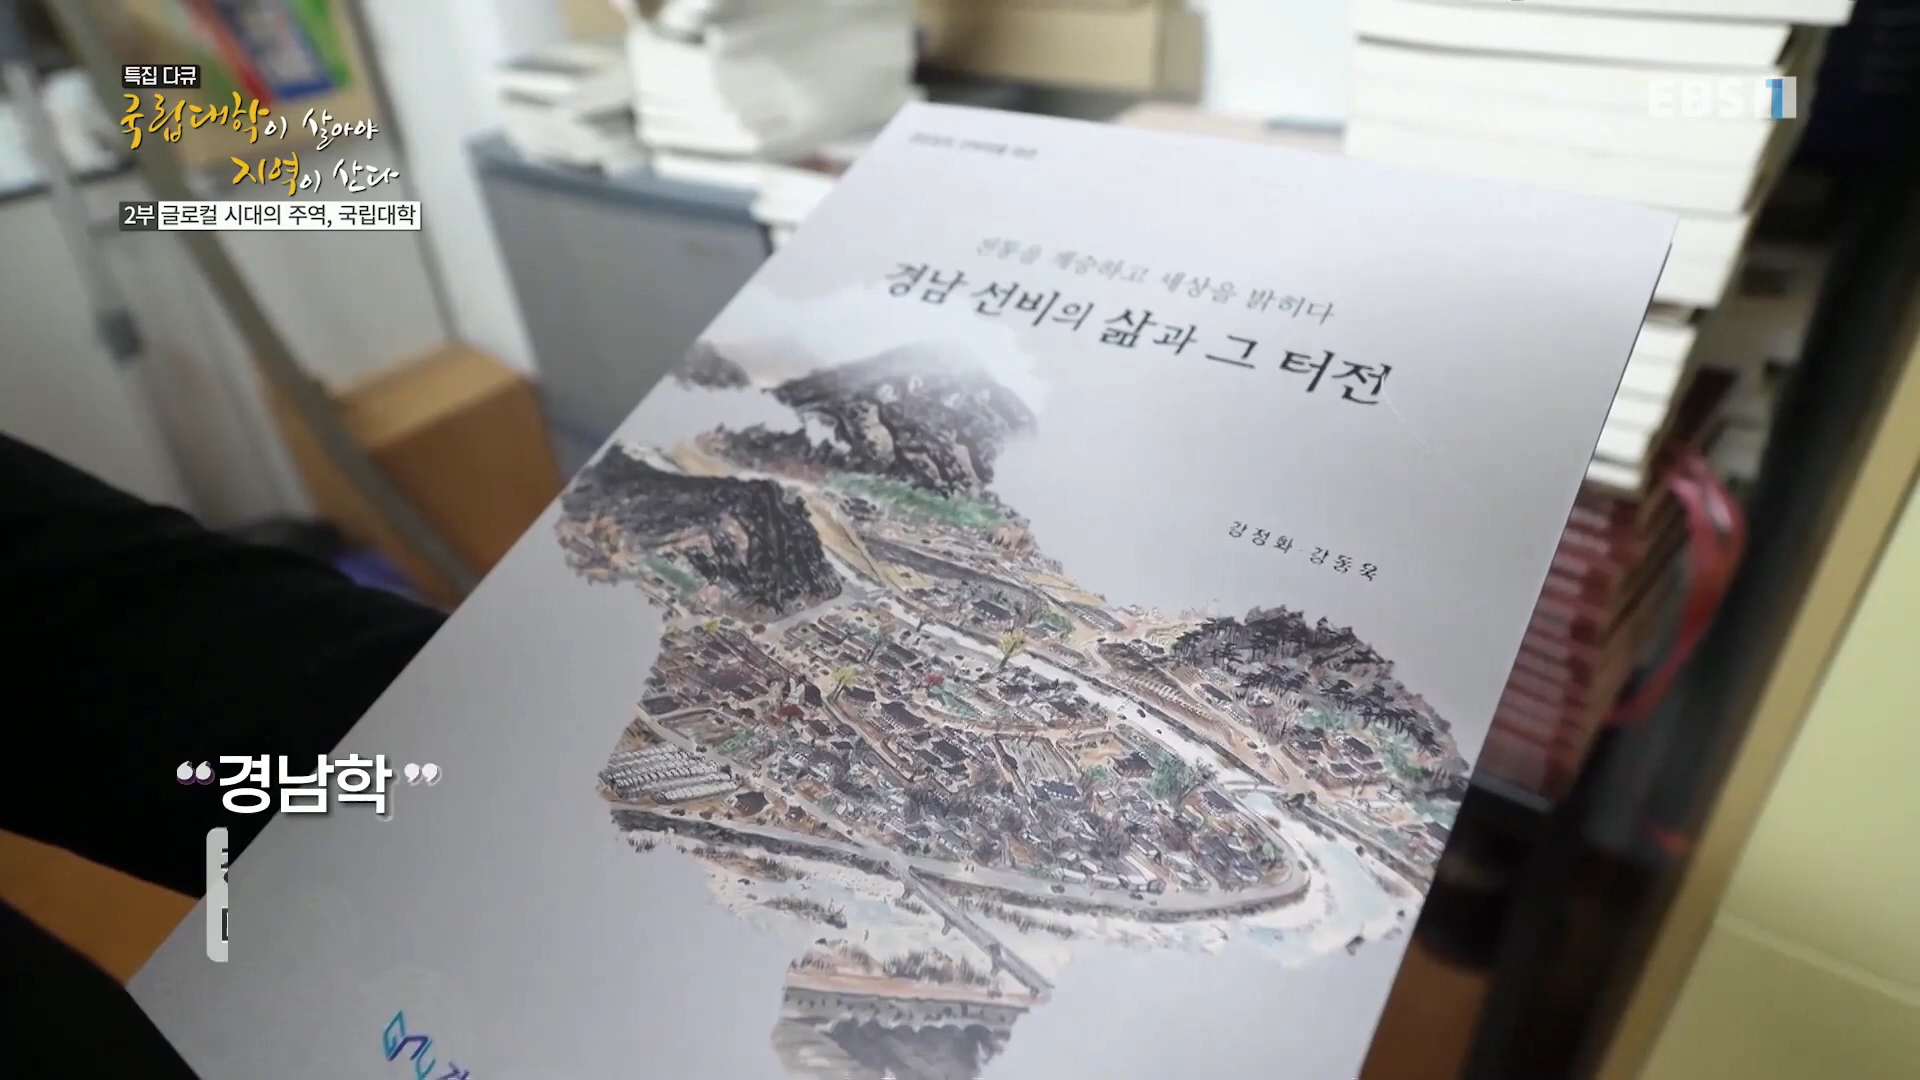 특집 다큐
국립대학이 살아야
지역이 산다
2부 글로컬 시대의 주역, 국립대학
EBS 1
전통을 계승하고 세상을 밝히다
경남 선비의 삶과 그 터전
강정화·강동욱
“경남학”